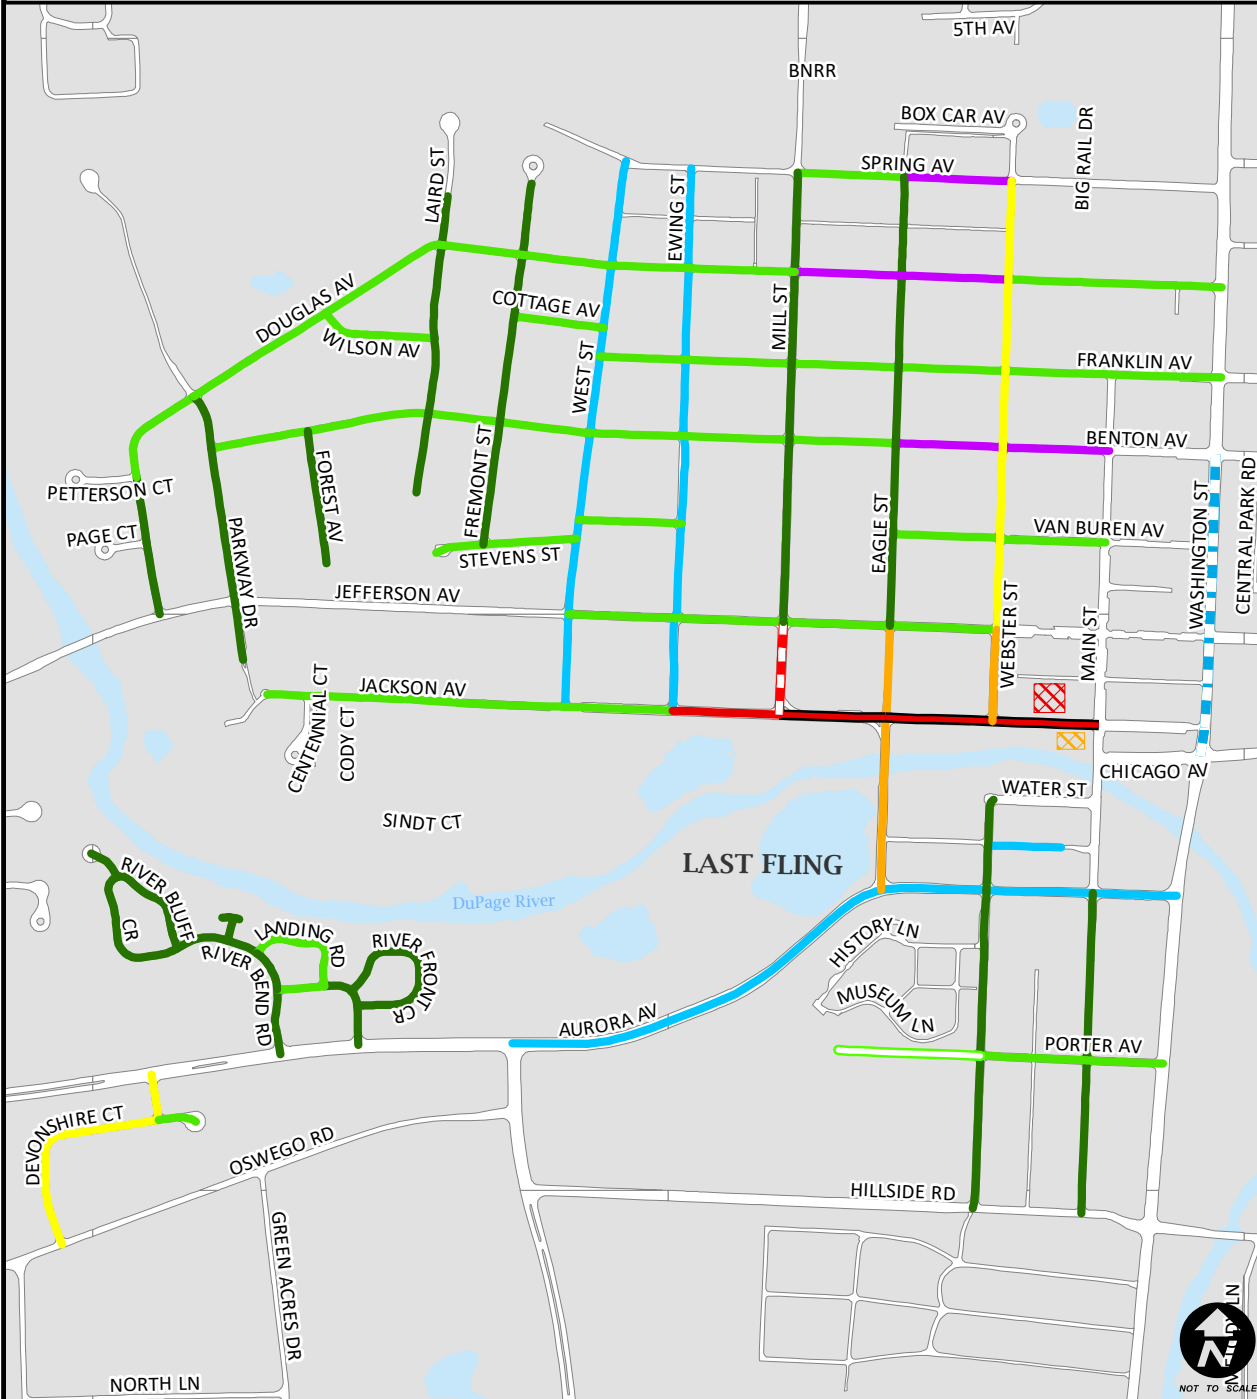 5TH AV
BNRR
BOX CAR AV
BIG RAIL DR
SPRING AV
LAIRD ST
EWING ST
DOUGLAS AV
COTTAGE AV
MILL ST
WILSON AV
WEST ST
FRANKLIN AV
BENTON AV
FREMONT ST
FOREST AV
PETTERSON CT
PAGE CT
PARKWAY DR
EAGLE ST
VAN BUREN AV
WASHINGTON ST
CENTRAL PARK RD
STEVENS ST
JEFFERSON AV
WEBSTER ST
MAIN ST
JACKSON AV
CENTENNIAL CT
CODY CT
CHICAGO AV
WATER ST
SINDT CT
LAST FLING
RIVER BLUFF
CR
DuPage River
LANDING RD
RIVER FRONT
CR
RIVER BEND RD
HISTORY LN
MUSEUM LN
AURORA AV
PORTER AV
DEVONSHIRE CT
OSWEGO RD
HILLSIDE RD
GREEN ACRES DR
NORTH LN
N
NOT TO SCALE